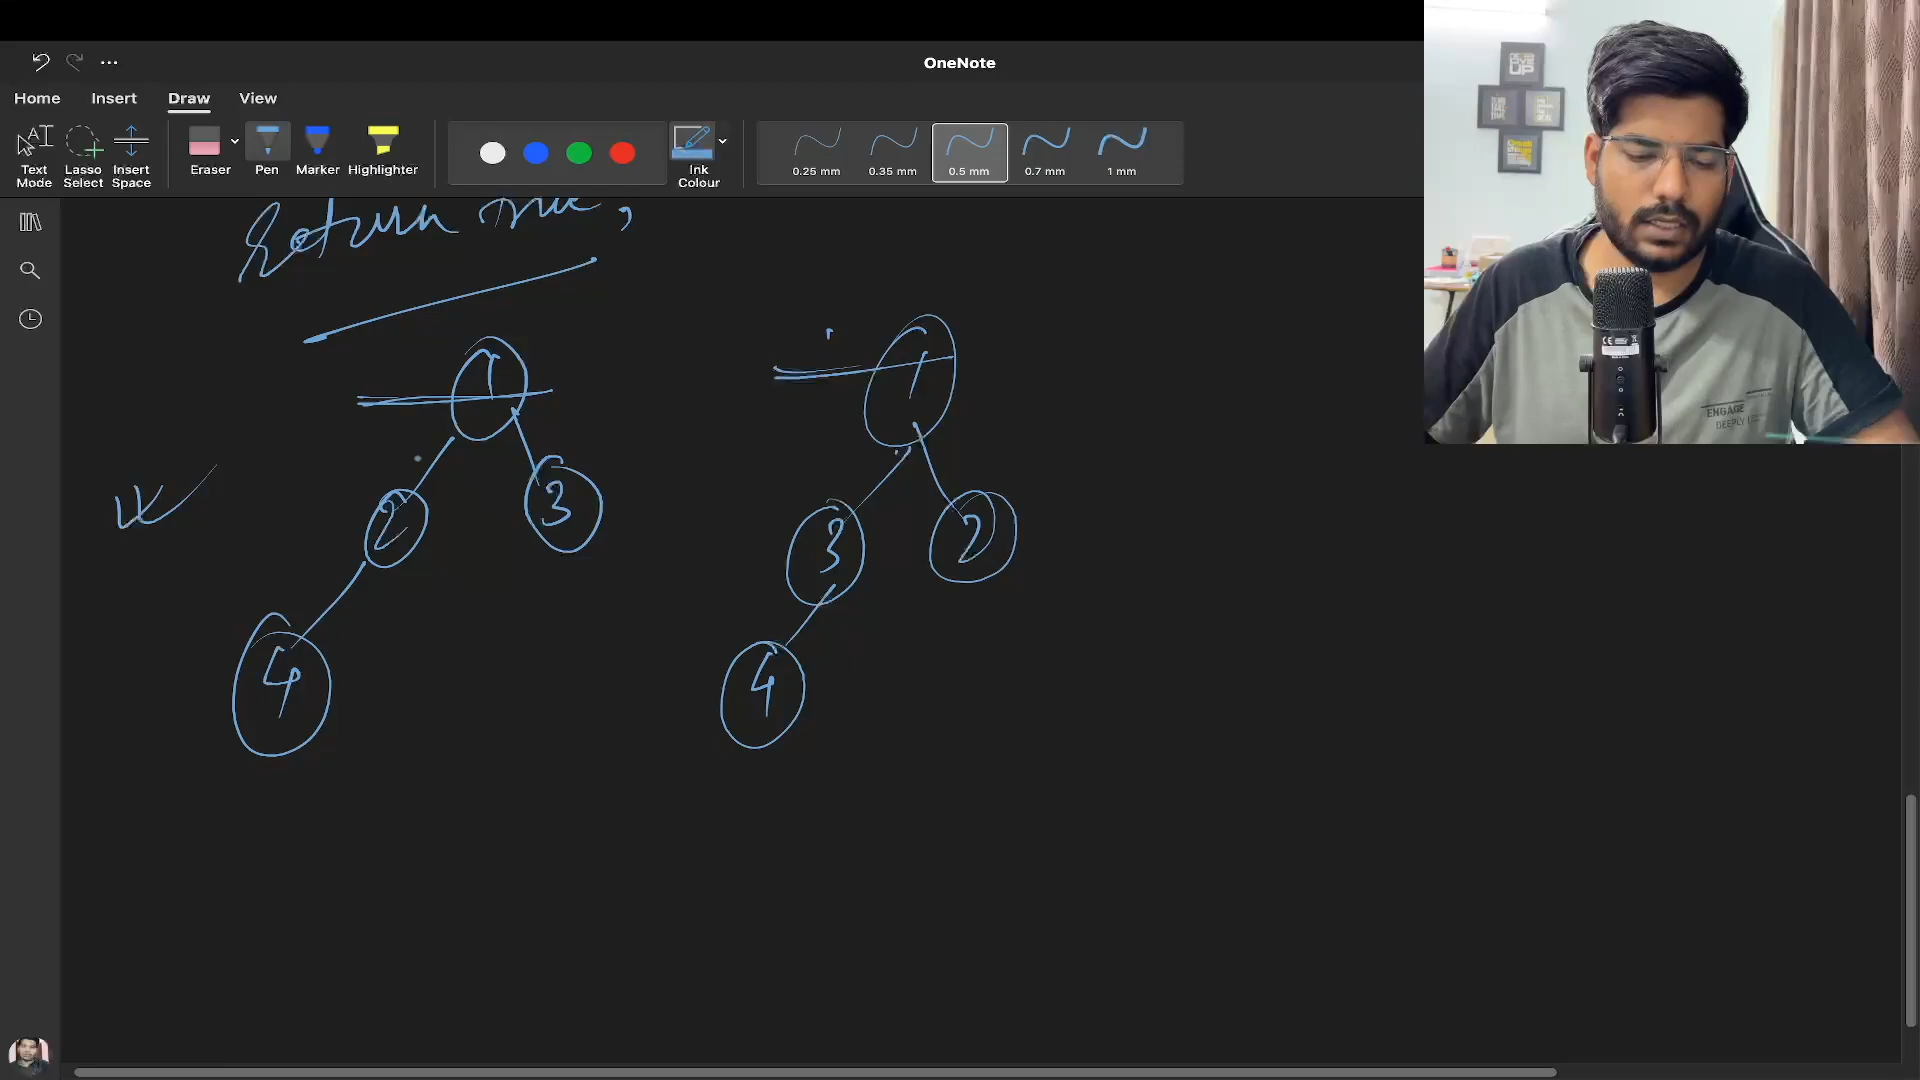 OneNote
Home Insert Draw View
Text Mode
Lasso Select
Insert Space
Eraser
Pen
Marker
Highlighter
Ink Colour
0.25 mm
0.35 mm
0.5 mm
0.7 mm
1 mm
Return true;
1 1
2 3 3 2
4 4
ENGAGE
DEEPLY